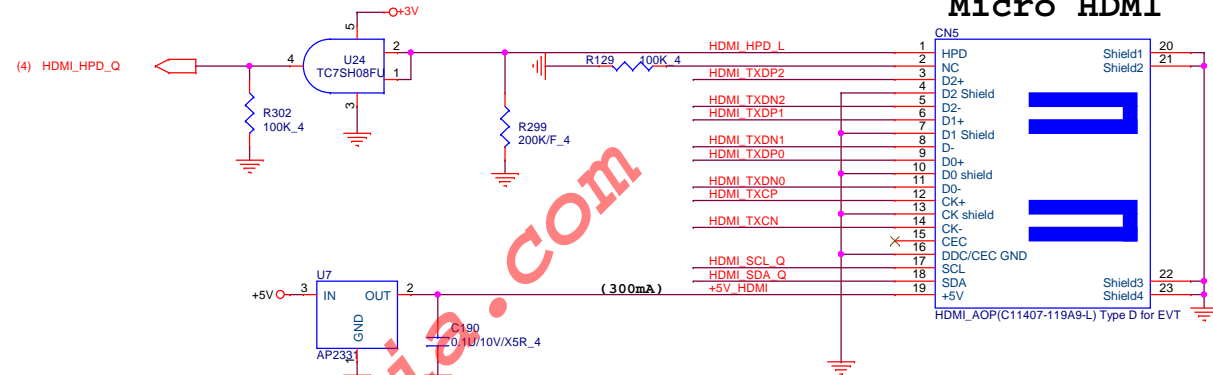 Micro HDMI
CN5
+3V
5
(4) HDMI_HPD_Q
4
U24
TC7SH08FU
2
1
3
R302
100K_4
R299
200K/F_4
R129
100K_4
HDMI_HPD_L
HDMI_TXDP2
HDMI_TXDN2
HDMI_TXDP1
HDMI_TXDN1
HDMI_TXDP0
HDMI_TXDN0
HDMI_TXCP
HDMI_TXCN
HDMI_SCL_Q
HDMI_SDA_Q
+5V_HDMI
(300mA)
1 HPD
2 NC
3 D2+
4 D2 Shield
5 D2-
6 D1+
7 D1 Shield
8 D-
9 D0+
10 D0 shield
11 D0-
12 CK+
13 CK shield
14 CK-
15 CEC
16 DDC/CEC GND
17 SCL
18 SDA
19 +5V
Shield1 20
Shield2 21
Shield3 22
Shield4 23
HDMI_AOP(C11407-119A9-L) Type D for EVT
U7
+5V
3
IN
OUT
2
GND
1
AP2331
C190
0.1U/10V/X5R_4
ia.com